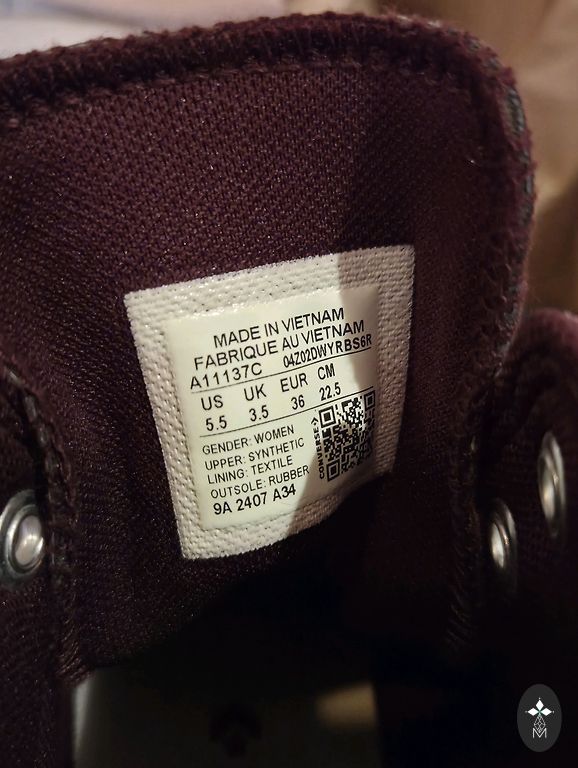 MADE IN VIETNAM
FABRIQUE AU VIETNAM
A11137C 04Z02DWYRBS6R
US UK EUR CM
5.5 3.5 36 22.5
GENDER: WOMEN
UPPER: SYNTHETIC
LINING: TEXTILE
OUTSOLE: RUBBER
9A 2407 A34
CONVERSE
M